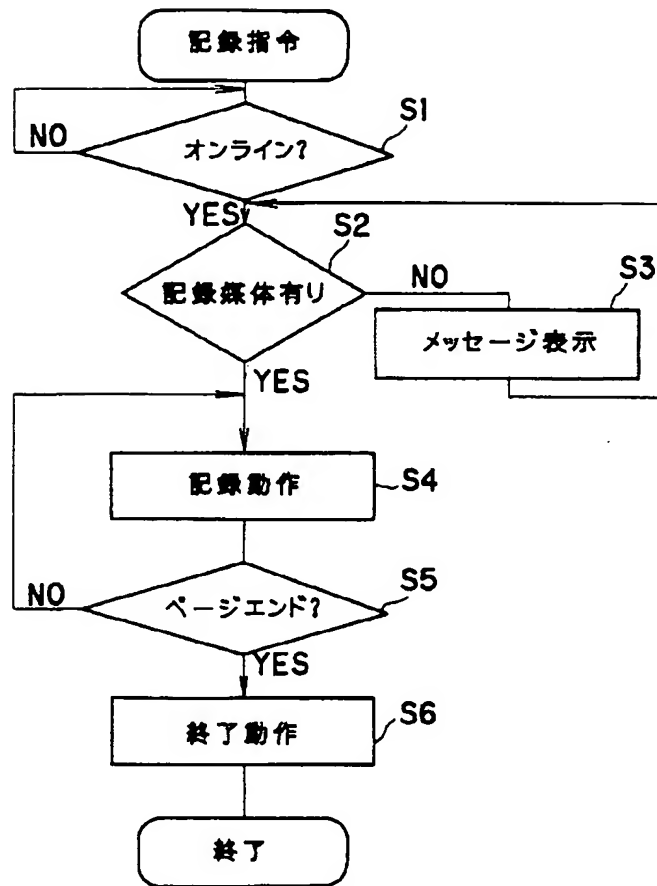 記録指令
S1
オンライン?
NO
YES
S2
記録媒体有り
NO
S3
メッセージ表示
YES
記録動作
S4
S5
ページエンド?
NO
YES
終了動作
S6
終了